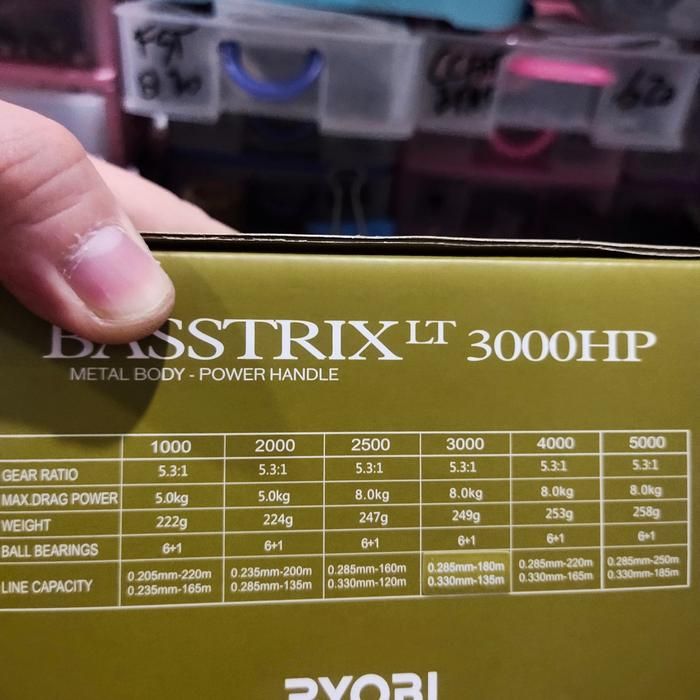 FGT
620
BASSTRIX LT 3000HP
METAL BODY - POWER HANDLE
1000 2000 2500 3000 4000 5000
GEAR RATIO 5.3:1 5.3:1 5.3:1 5.3:1 5.3:1 5.3:1
MAX.DRAG POWER 5.0kg 5.0kg 8.0kg 8.0kg 8.0kg 8.0kg
WEIGHT 222g 224g 247g 249g 253g 258g
BALL BEARINGS 6+1 6+1 6+1 6+1 6+1 6+1
LINE CAPACITY 0.205mm-220m 0.235mm-200m 0.285mm-160m 0.285mm-180m 0.285mm-220m 0.285mm-250m
0.235mm-165m 0.285mm-135m 0.330mm-120m 0.330mm-135m 0.330mm-165m 0.330mm-185m
RYOBI